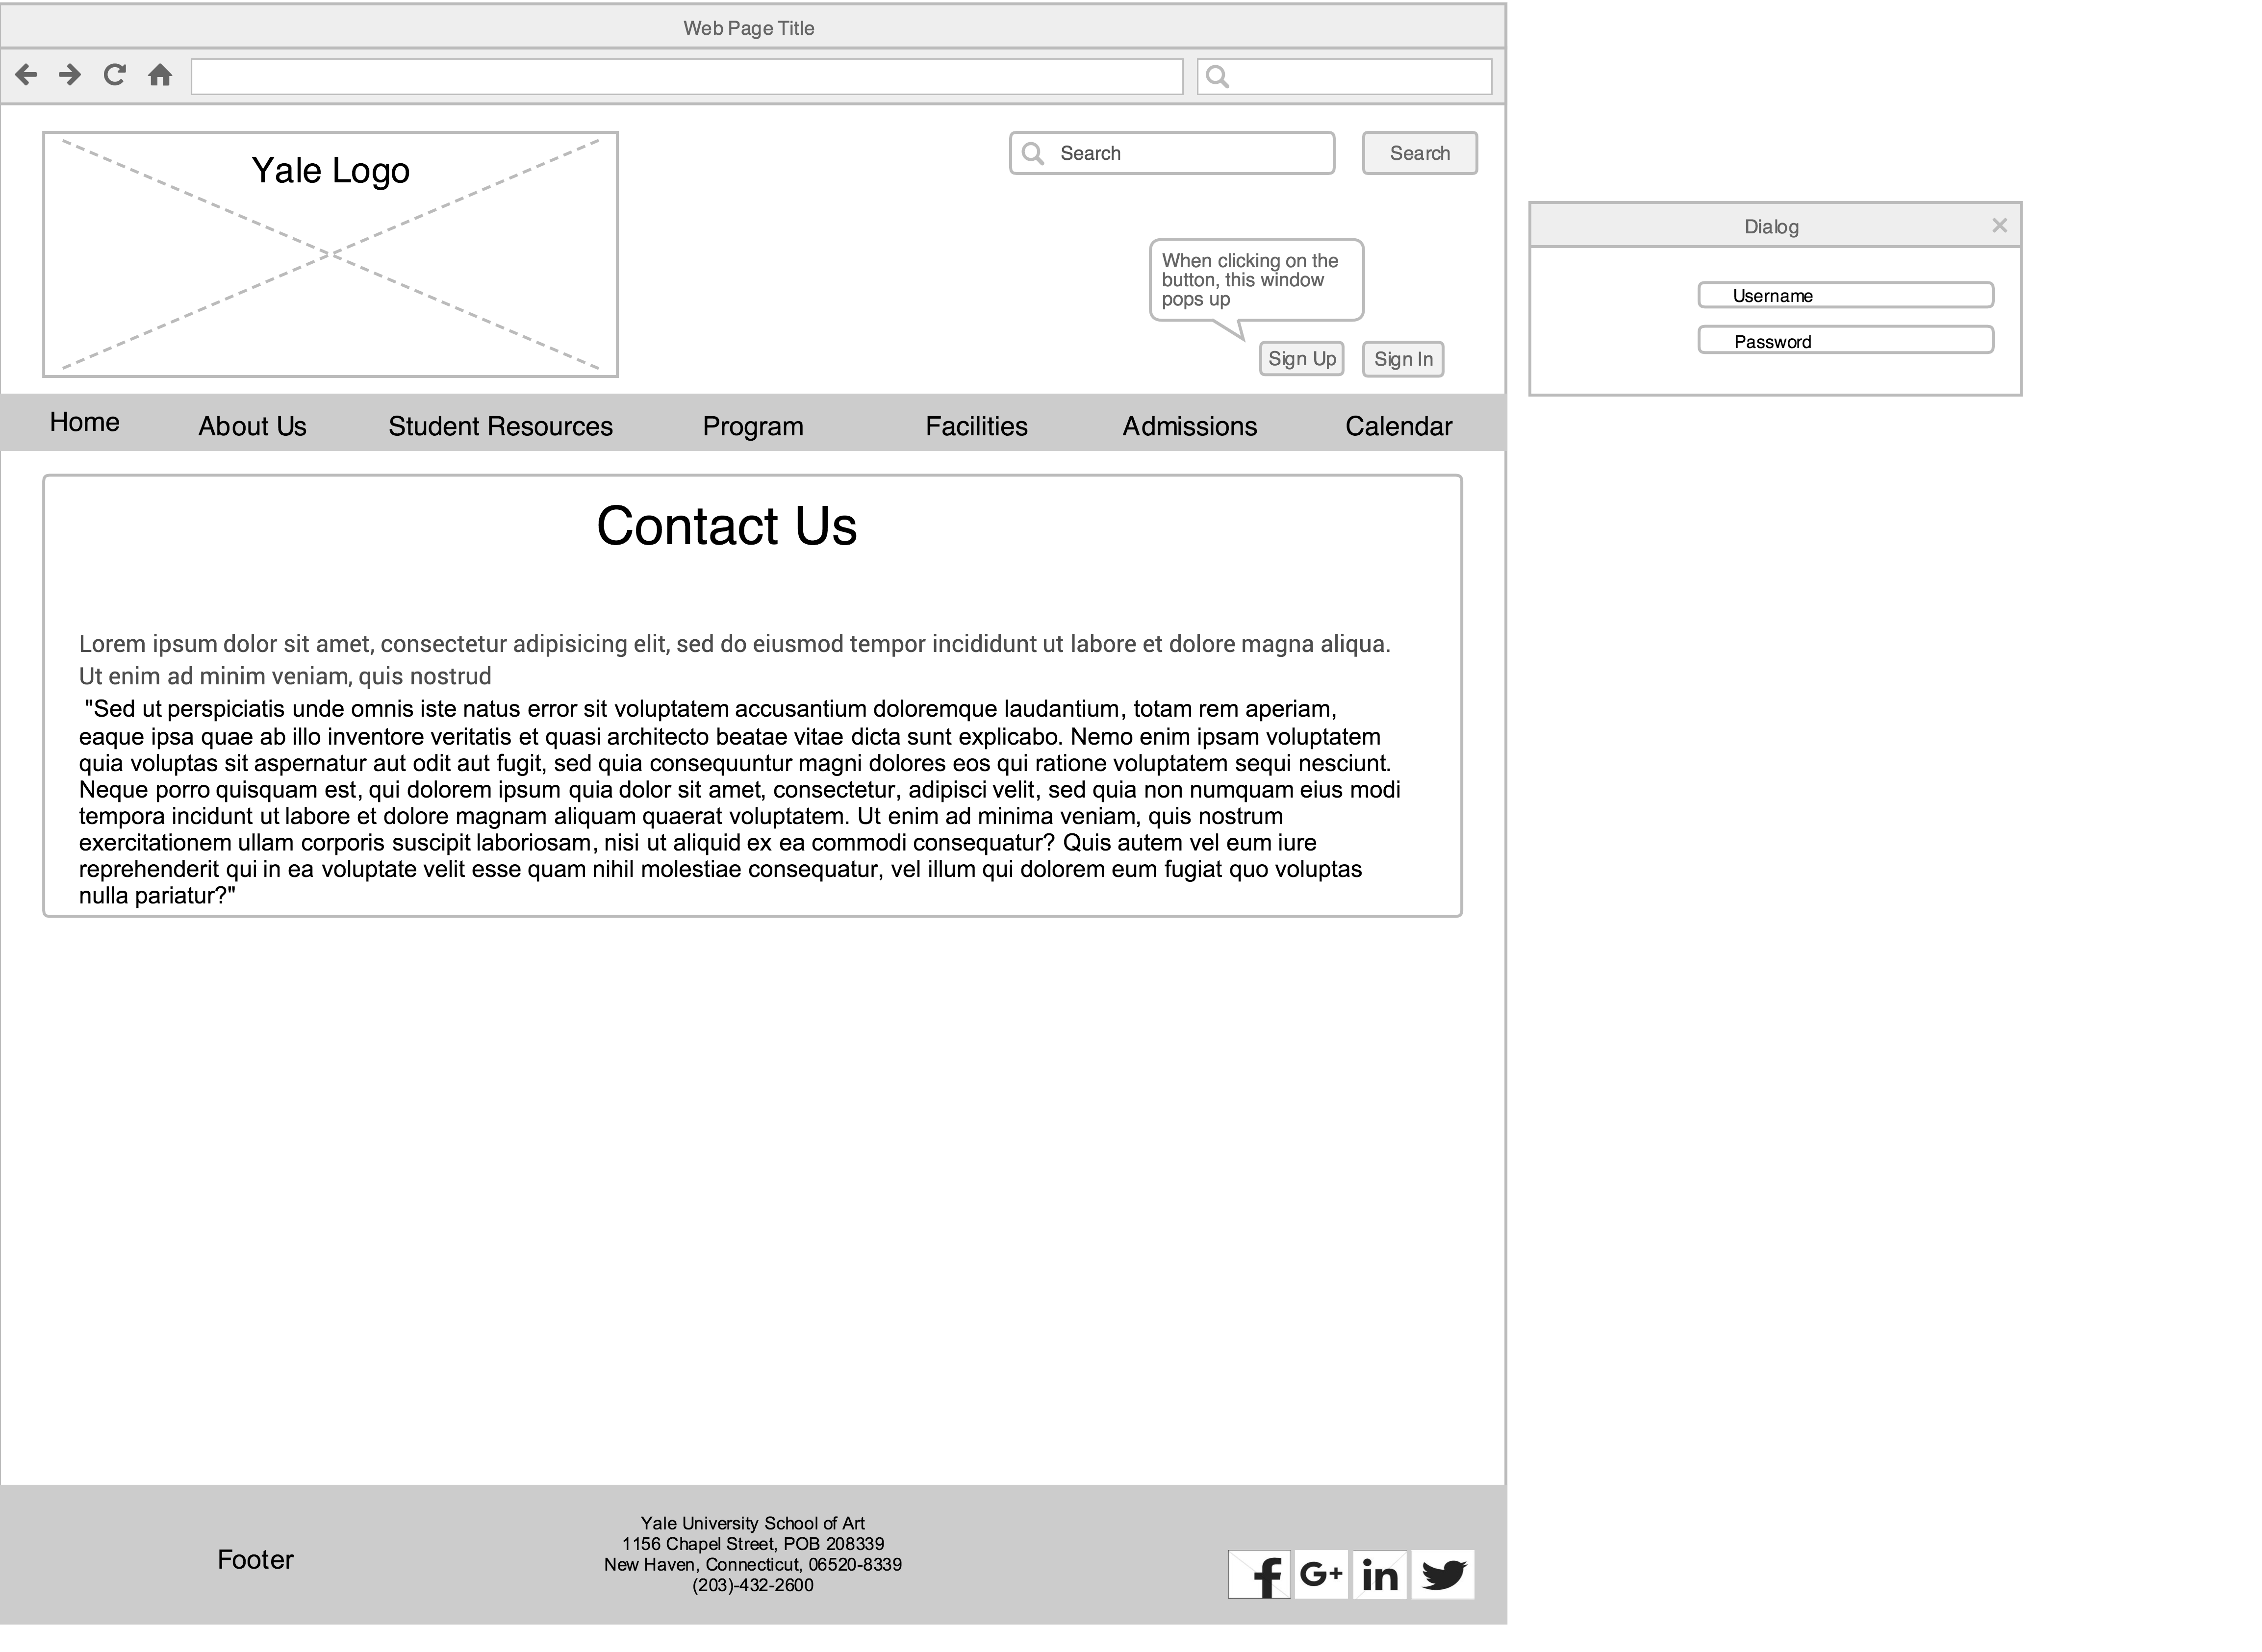 Web Page Title
Yale Logo
Search
Search
When clicking on the
button, this window
pops up
Sign Up
Sign In
Dialog
Username
Password
Home
About Us
Student Resources
Program
Facilities
Admissions
Calendar
Contact Us
Lorem ipsum dolor sit amet, consectetur adipisicing elit, sed do eiusmod tempor incididunt ut labore et dolore magna aliqua.
Ut enim ad minim veniam, quis nostrud
"Sed ut perspiciatis unde omnis iste natus error sit voluptatem accusantium doloremque laudantium, totam rem aperiam,
eaque ipsa quae ab illo inventore veritatis et quasi architecto beatae vitae dicta sunt explicabo. Nemo enim ipsam voluptatem
quia voluptas sit aspernatur aut odit aut fugit, sed quia consequuntur magni dolores eos qui ratione voluptatem sequi nesciunt.
Neque porro quisquam est, qui dolorem ipsum quia dolor sit amet, consectetur, adipisci velit, sed quia non numquam eius modi
tempora incidunt ut labore et dolore magnam aliquam quaerat voluptatem. Ut enim ad minima veniam, quis nostrum
exercitationem ullam corporis suscipit laboriosam, nisi ut aliquid ex ea commodi consequatur? Quis autem vel eum iure
reprehenderit qui in ea voluptate velit esse quam nihil molestiae consequatur, vel illum qui dolorem eum fugiat quo voluptas
nulla pariatur?"
Footer
Yale University School of Art
1156 Chapel Street, POB 208339
New Haven, Connecticut, 06520-8339
(203)-432-2600
f
G+
in